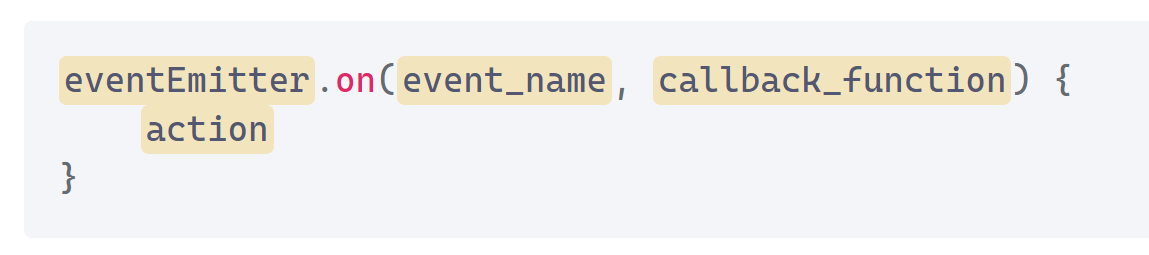 eventEmitter.on(event_name, callback_function) {
    action
}